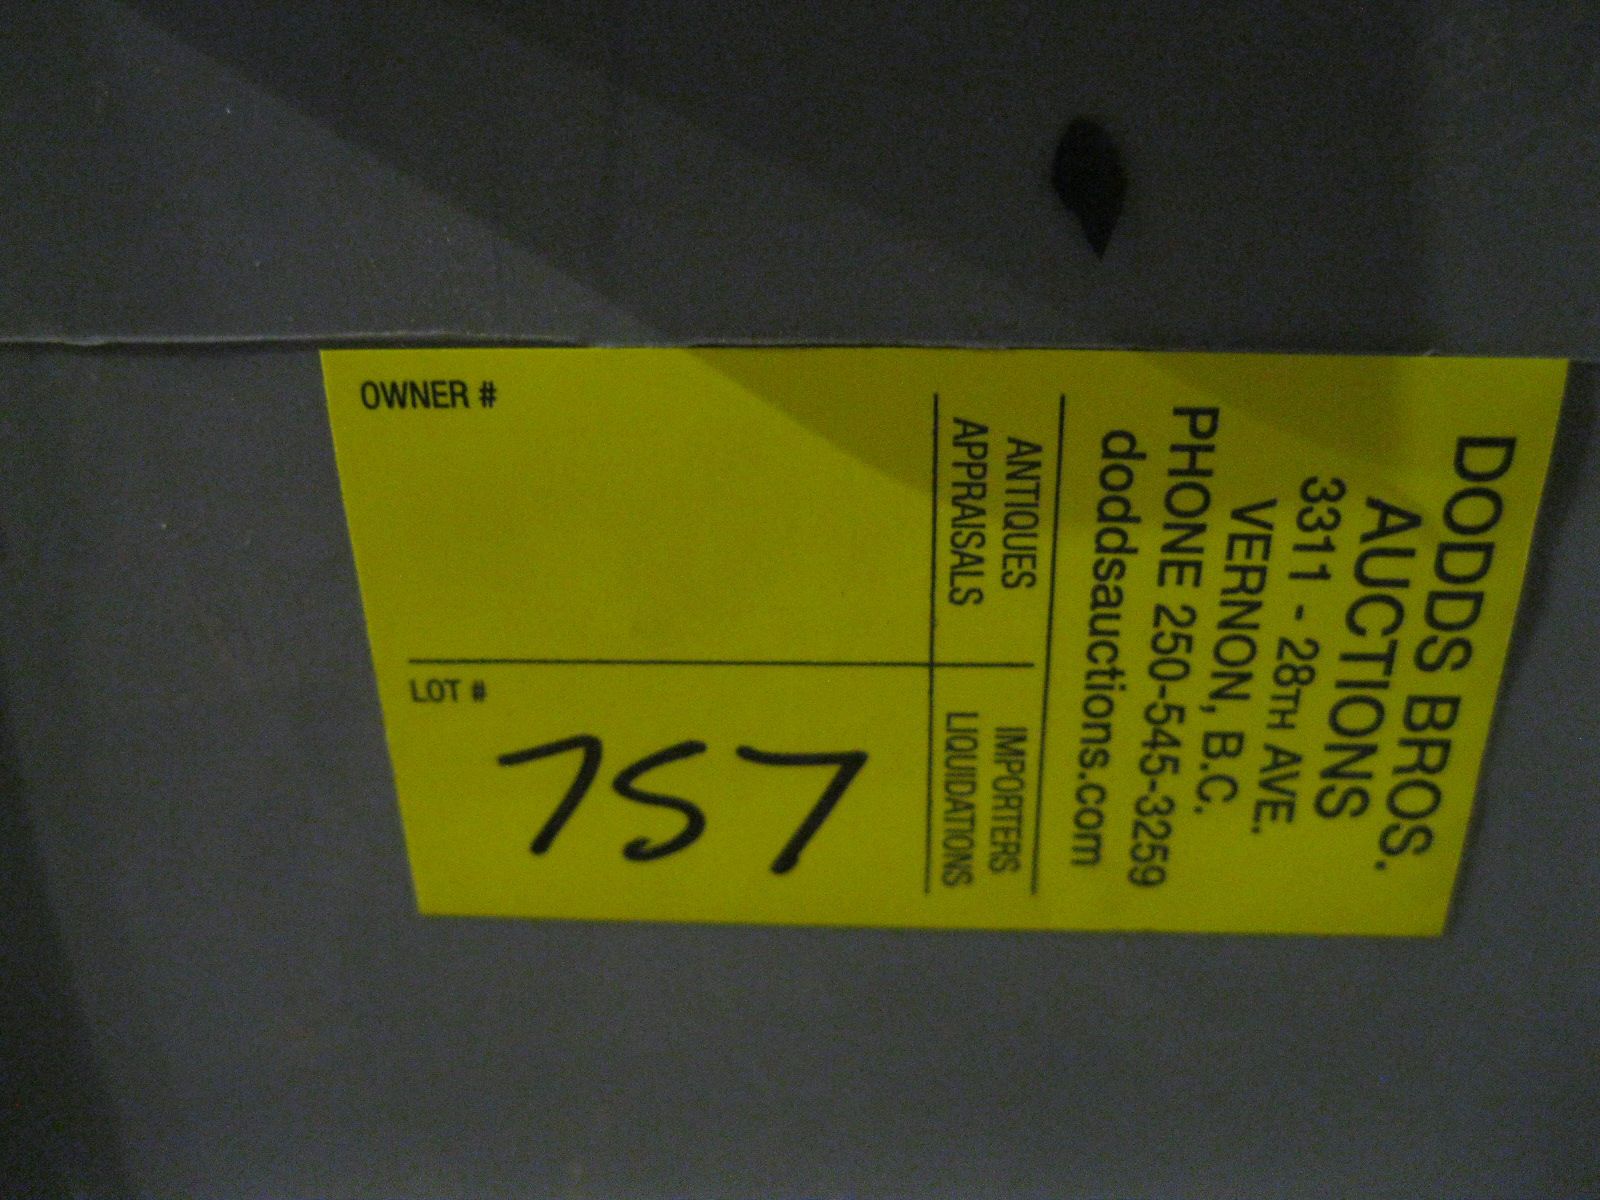 DODDS BROS.
AUCTIONS
3311 - 28TH AVE.
VERNON, B.C.
PHONE 250-545-3259
doddsauctions.com
ANTIQUES
APPRAISALS
IMPORTERS
LIQUIDATIONS
OWNER #
LOT #
757